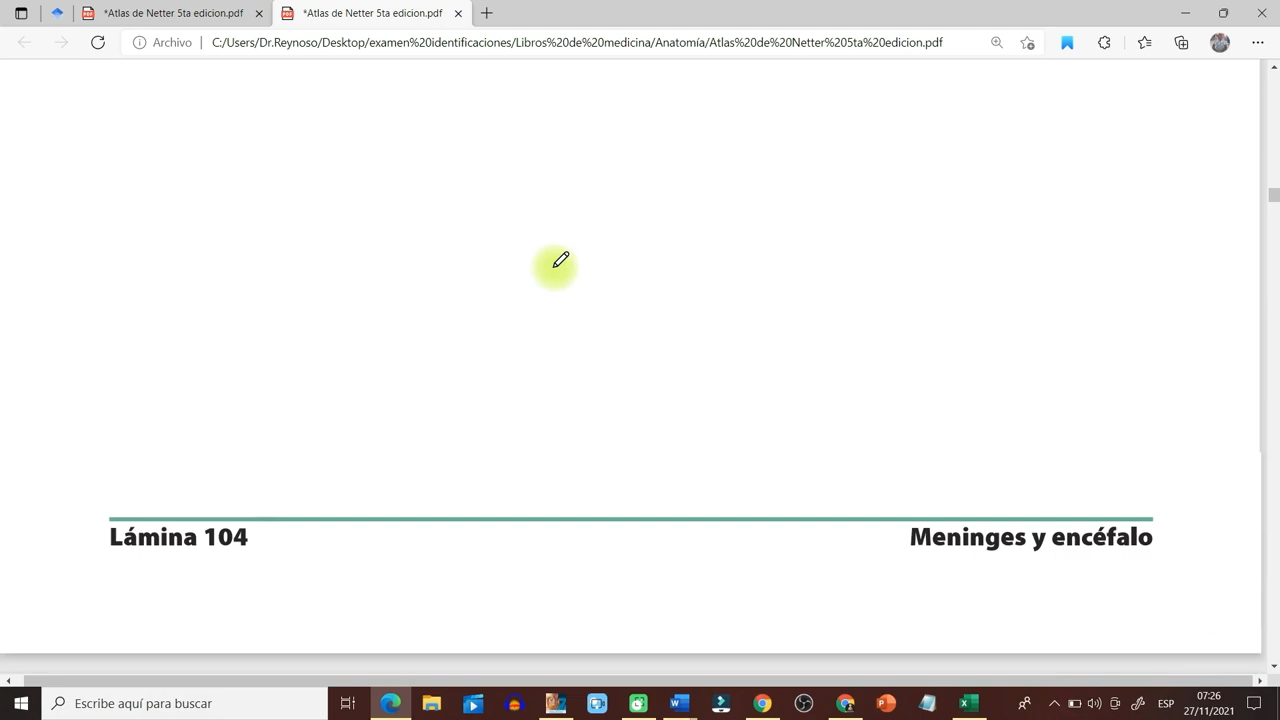 *Atlas de Netter 5ta edicion.pdf
*Atlas de Netter 5ta edicion.pdf
Archivo
C:/Users/Dr.Reynoso/Desktop/examen%20identificaciones/Libros%20de%20medicina/Anatomía/Atlas%20de%20Netter%205ta%20edicion.pdf
Lámina 104
Meninges y encéfalo
Escribe aquí para buscar
ESP
07:26
27/11/2021